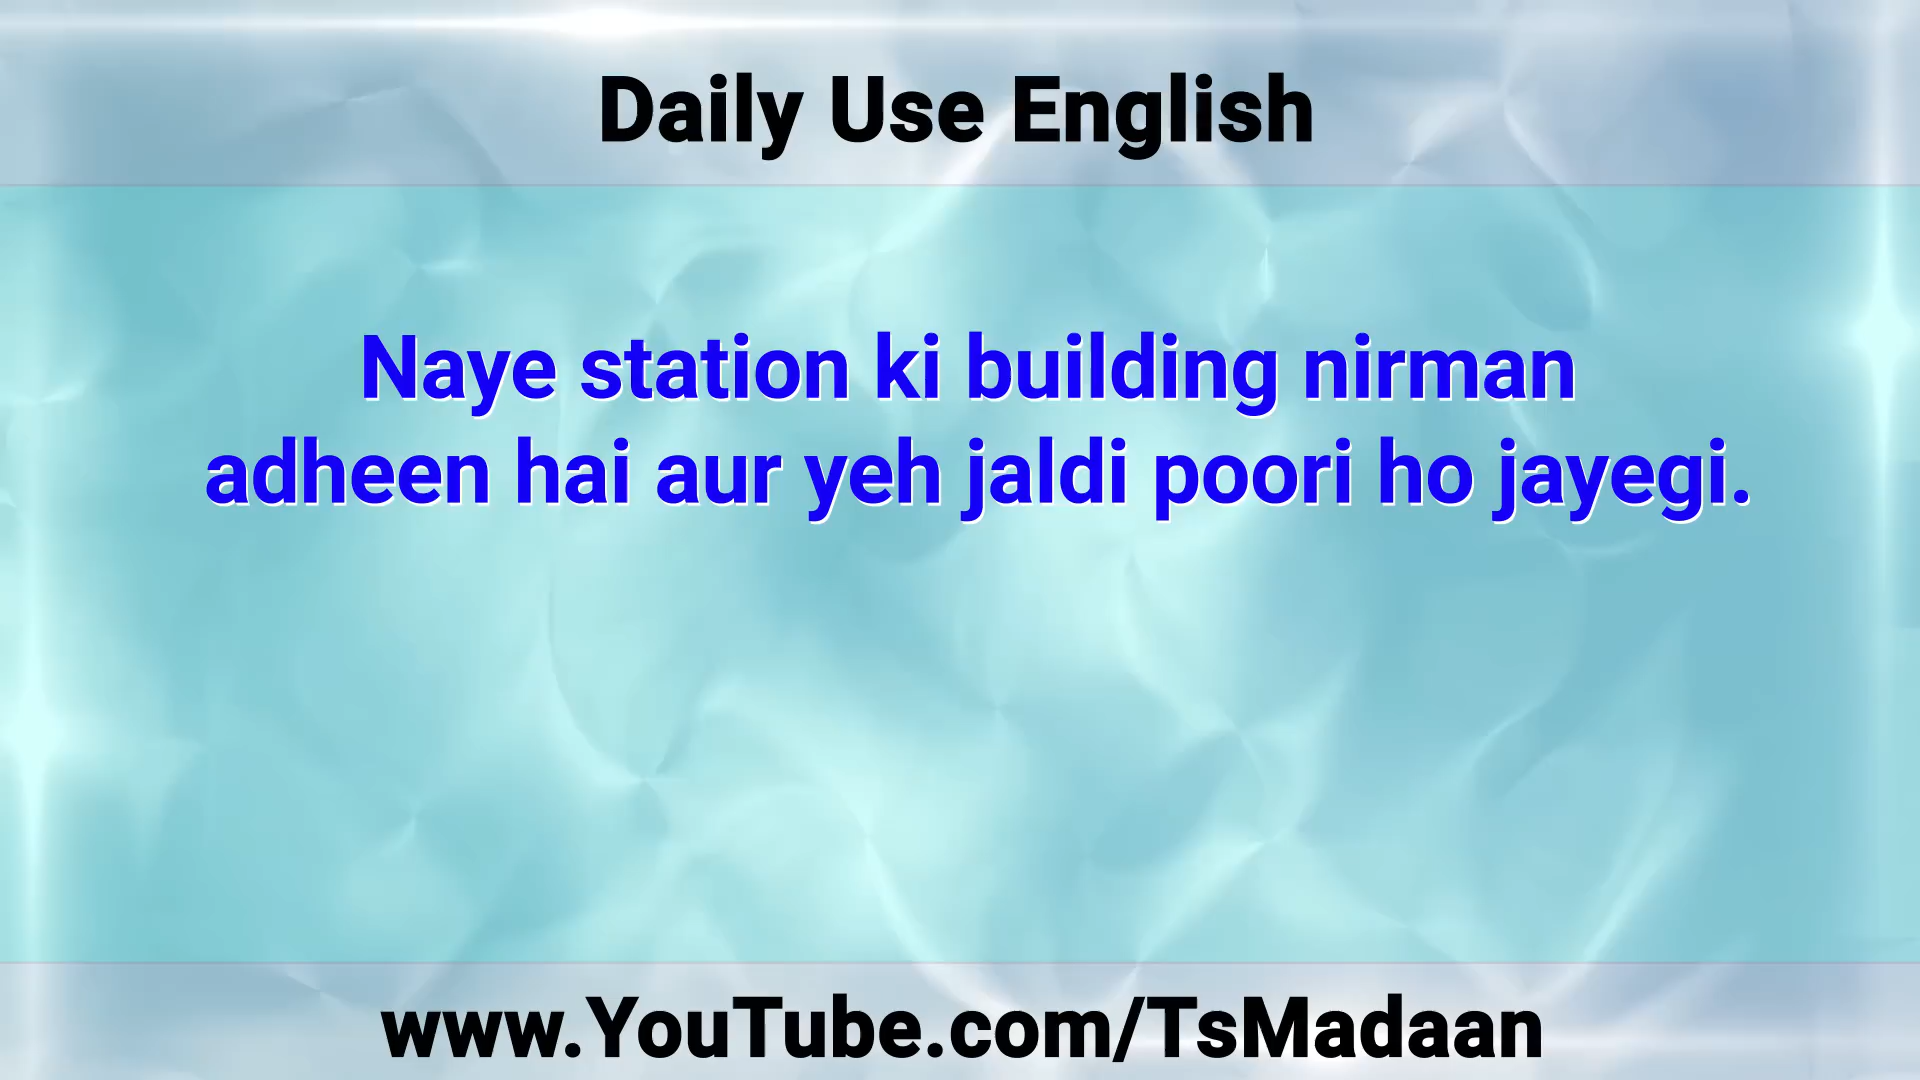 Daily Use English
Naye station ki building nirman
adheen hai aur yeh jaldi poori ho jayegi.
www.YouTube.com/TsMadaan